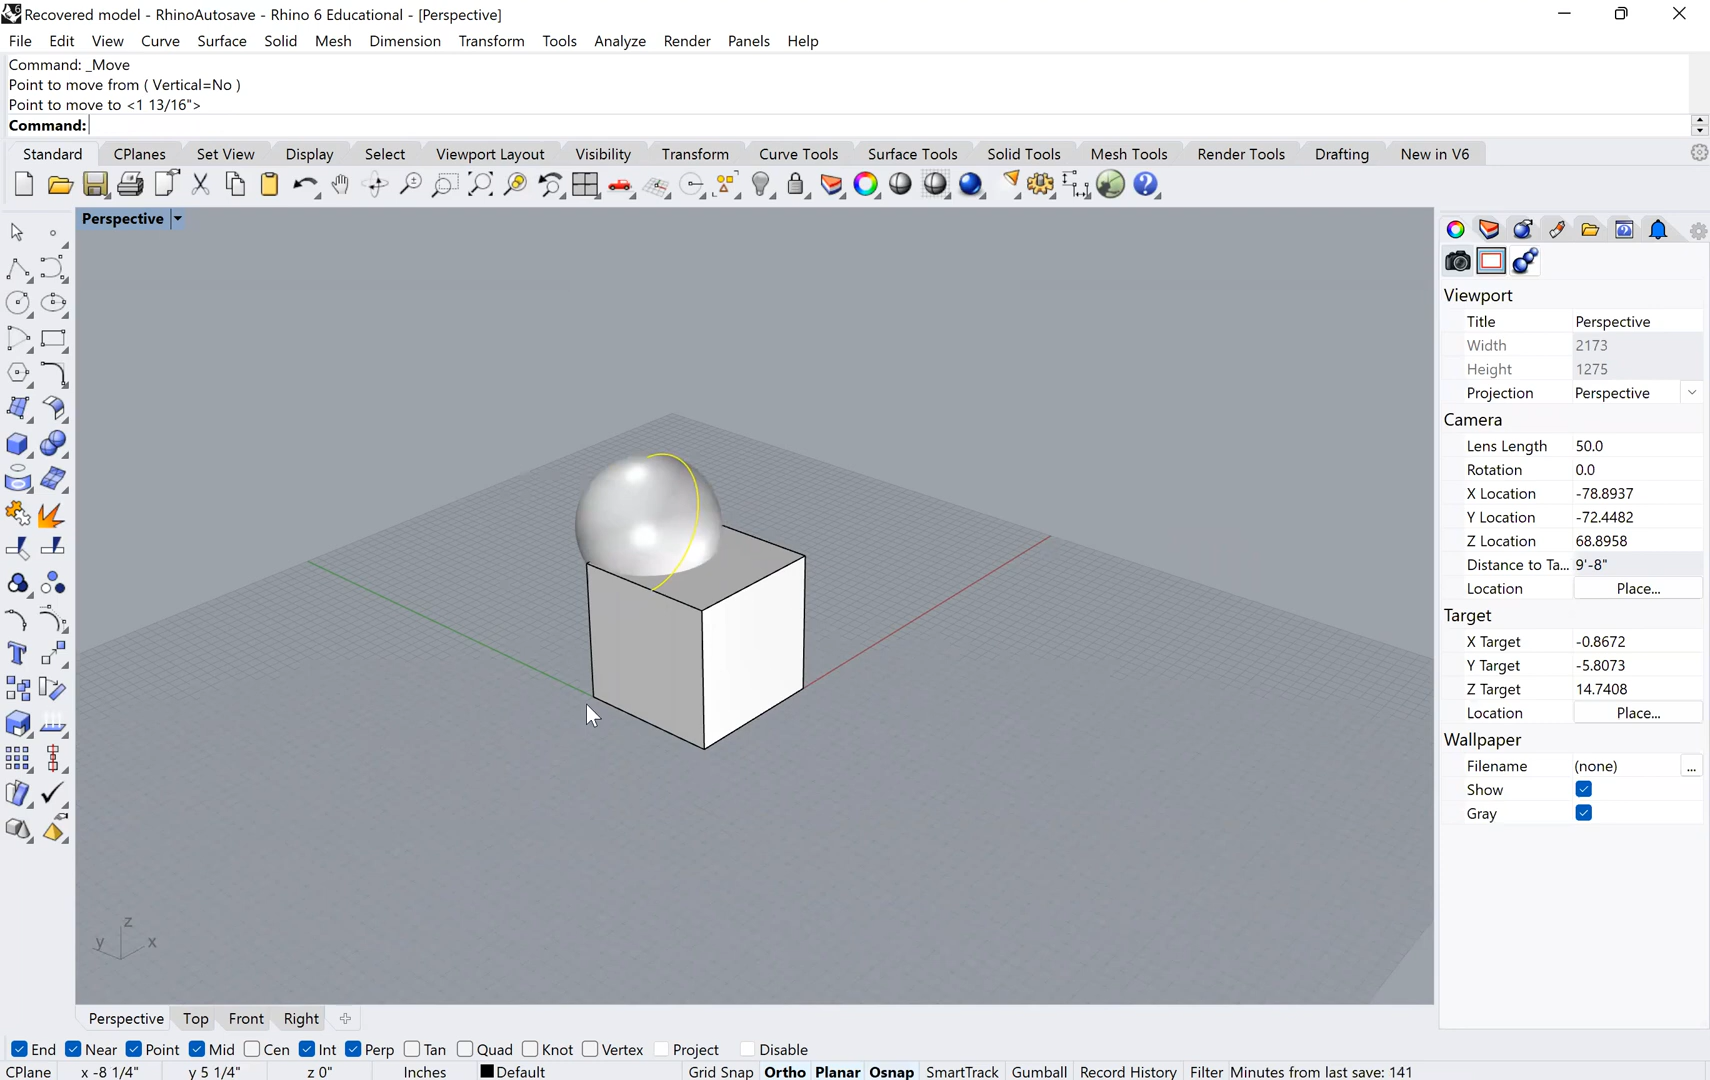 Recovered model - RhinoAutosave - Rhino 6 Educational - [Perspective]
File Edit View Curve Surface Solid Mesh Dimension Transform Tools Analyze Render Panels Help
Command: _Move
Point to move from ( Vertical=No )
Point to move to <1 13/16">
Command:
Standard CPlanes Set View Display Select Viewport Layout Visibility Transform Curve Tools Surface Tools Solid Tools Mesh Tools Render Tools Drafting New in V6
Perspective
Viewport
Title Perspective
Width 2173
Height 1275
Projection Perspective
Camera
Lens Length 50.0
Rotation 0.0
X Location -78.8937
Y Location -72.4482
Z Location 68.8958
Distance to Ta... 9'-8"
Location Place...
Target
X Target -0.8672
Y Target -5.8073
Z Target 14.7408
Location Place...
Wallpaper
Filename (none) ...
Show
Gray
z
y x
Perspective Top Front Right
End Near Point Mid Cen Int Perp Tan Quad Knot Vertex Project Disable
CPlane x -8 1/4" y 5 1/4" z 0" Inches Default Grid Snap Ortho Planar Osnap SmartTrack Gumball Record History Filter Minutes from last save: 141